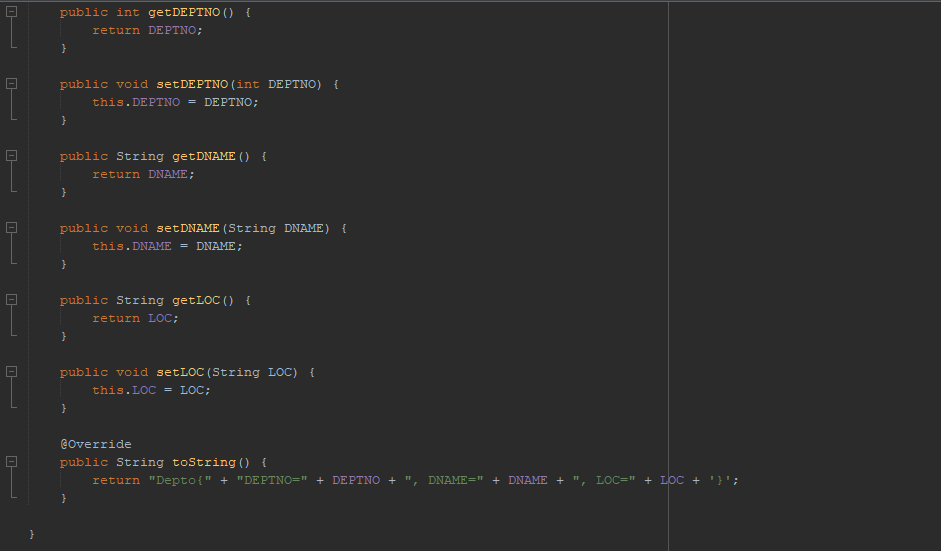 public int getDEPTNO() {
return DEPTNO;
}
public void setDEPTNO(int DEPTNO) {
this.DEPTNO = DEPTNO;
}
public String getDNAME() {
return DNAME;
}
public void setDNAME(String DNAME) {
this.DNAME = DNAME;
}
public String getLOC() {
return LOC;
}
public void setLOC(String LOC) {
this.LOC = LOC;
}
@Override
public String toString() {
return "Depto{" + "DEPTNO=" + DEPTNO + ", DNAME=" + DNAME + ", LOC=" + LOC + '}';
}
}